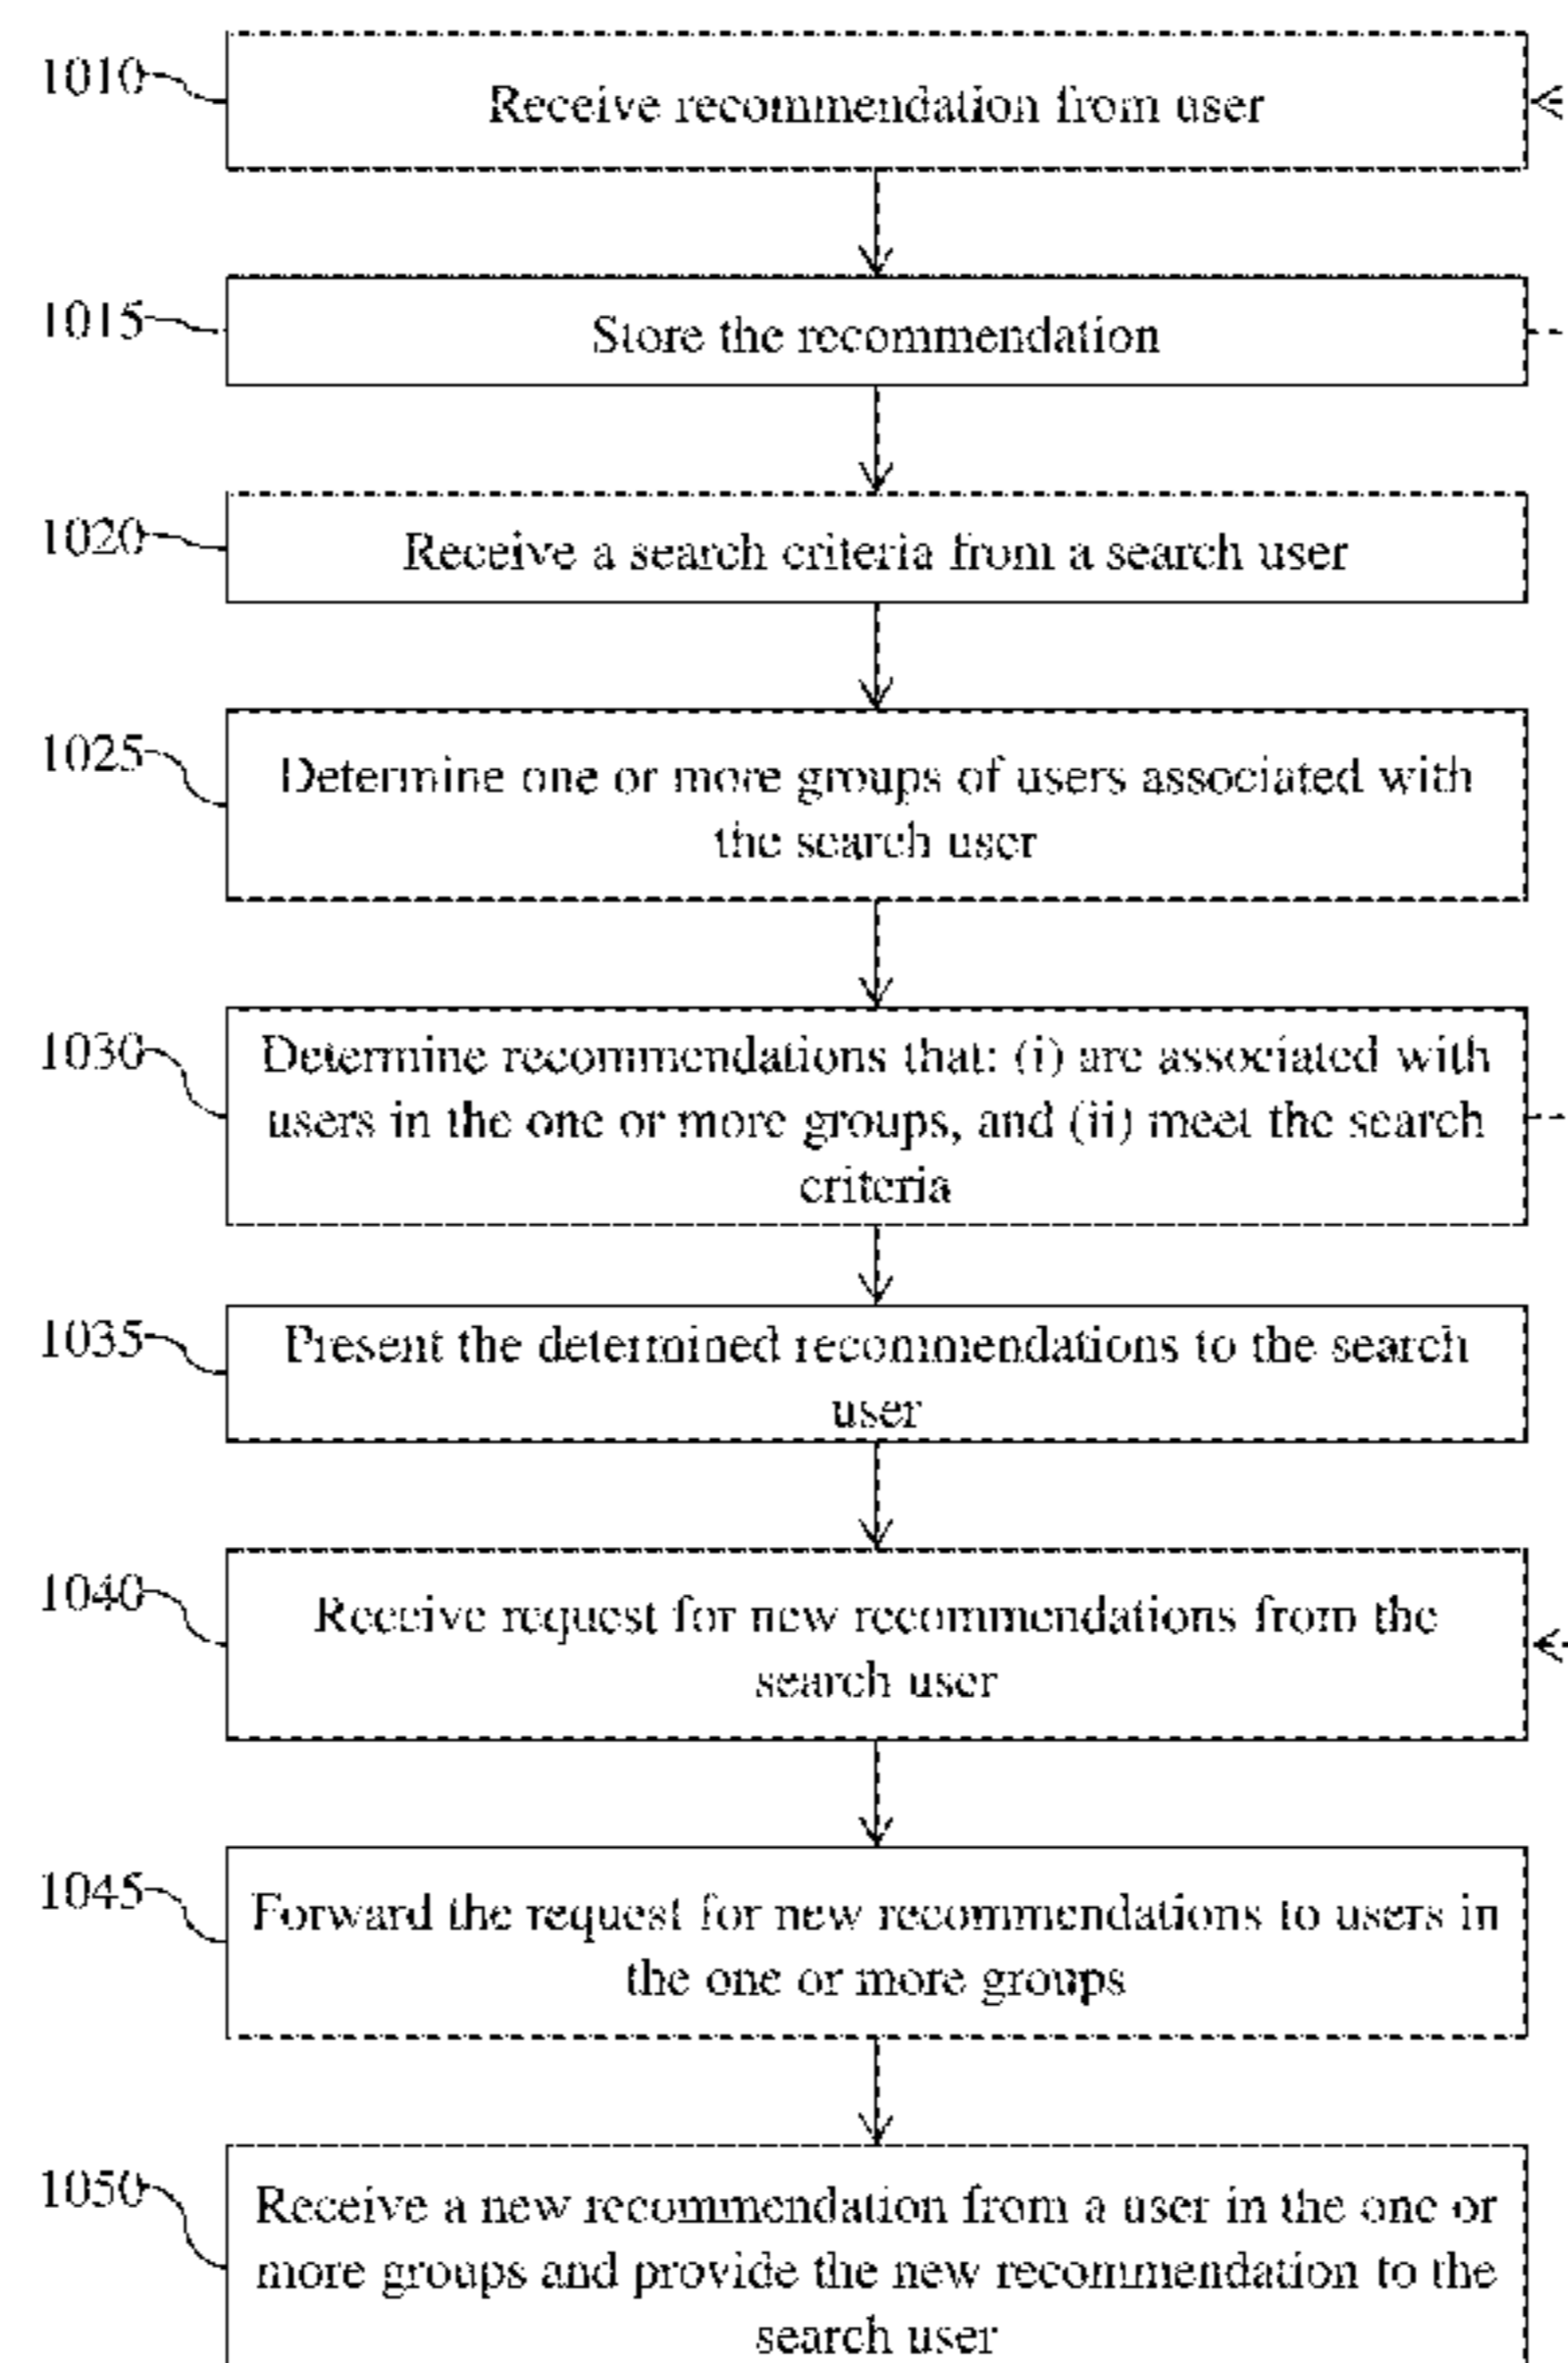 1010
Receive recommendation from user
1015
Store the recommendation
1020
Receive a search criteria from a search user
1025
Determine one or more groups of users associated with
the search user
1030
Determine recommendations that: (i) are associated with
users in the one or more groups, and (ii) meet the search
criteria
1035
Present the determined recommendations to the search
user
1040
Receive request for new recommendations from the
search user
1045
Forward the request for new recommendations to users in
the one or more groups
1050
Receive a new recommendation from a user in the one or
more groups and provide the new recommendation to the
search user